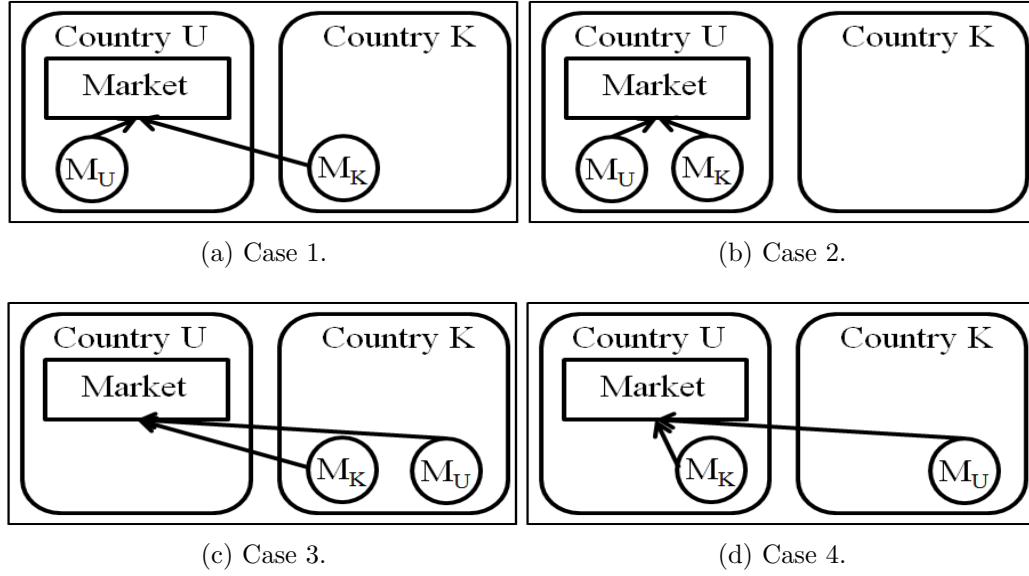 Country U Country K
Market
M_U M_K
(a) Case 1.
Country U Country K
Market
M_U M_K
(b) Case 2.
Country U Country K
Market
M_K M_U
(c) Case 3.
Country U Country K
Market
M_K M_U
(d) Case 4.